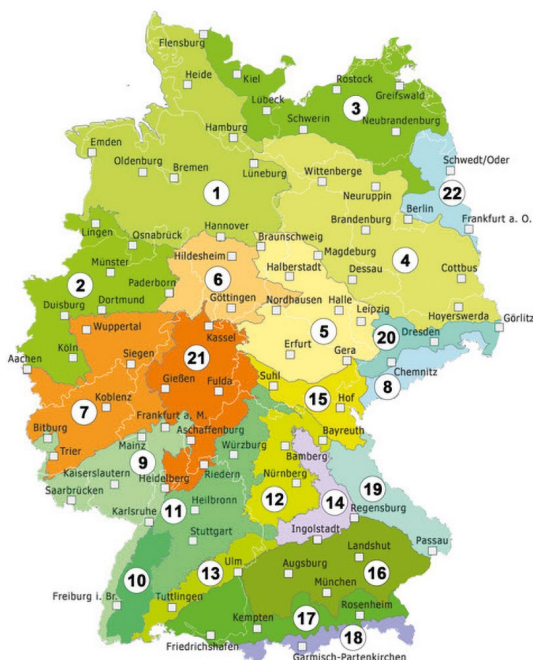 Flensburg
Heide
Kiel
Rostock
Greifswald
Lübeck
3
Schwerin
Neubrandenburg
Hamburg
Emden
Oldenburg
Bremen
Lüneburg
Wittenberge
Schwedt/Oder
Neuruppin
1
22
Lingen
Osnabrück
Hannover
Braunschweig
Brandenburg
Berlin
Frankfurt a. O.
Münster
Hildesheim
Magdeburg
4
2
6
Halberstadt
Dessau
Cottbus
Paderborn
Duisburg
Dortmund
Göttingen
Nordhausen
Halle
Leipzig
Hoyerswerda
Görlitz
Wuppertal
Kassel
5
20
Dresden
Köln
Aachen
Siegen
21
Erfurt
Gera
Chemnitz
Gießen
Fulda
Suhl
15
8
7
Koblenz
Hof
Frankfurt a, M.
Bitburg
Mainz
Aschaffenburg
Würzburg
Bayreuth
Trier
9
Bamberg
Kaiserslautern
Riedern
Nürnberg
Saarbrücken
Heidelberg
12
14
19
11
Heilbronn
Regensburg
Karlsruhe
Stuttgart
Ingolstadt
Passau
Landshut
10
13
Ulm
Augsburg
16
München
Freiburg i. Br.
Tuttlingen
Kempten
17
Rosenheim
Friedrichshafen
18
Garmisch-Partenkirchen